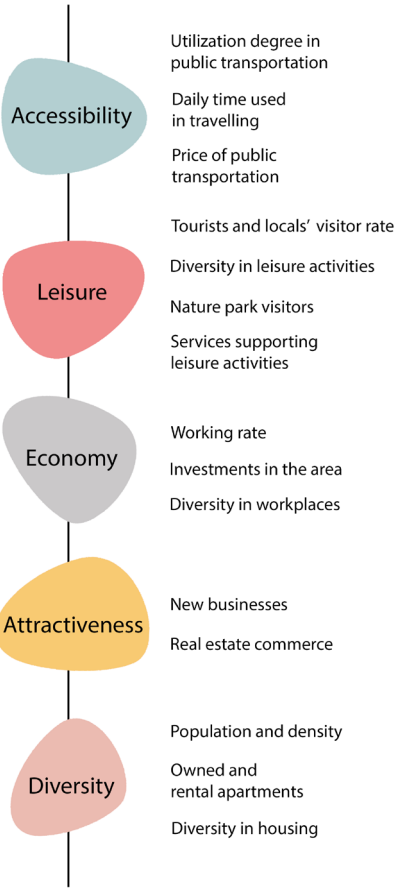 Accessibility
Utilization degree in
public transportation
Daily time used
in travelling
Price of public
transportation
Leisure
Tourists and locals' visitor rate
Diversity in leisure activities
Nature park visitors
Services supporting
leisure activities
Economy
Working rate
Investments in the area
Diversity in workplaces
Attractiveness
New businesses
Real estate commerce
Diversity
Population and density
Owned and
rental apartments
Diversity in housing